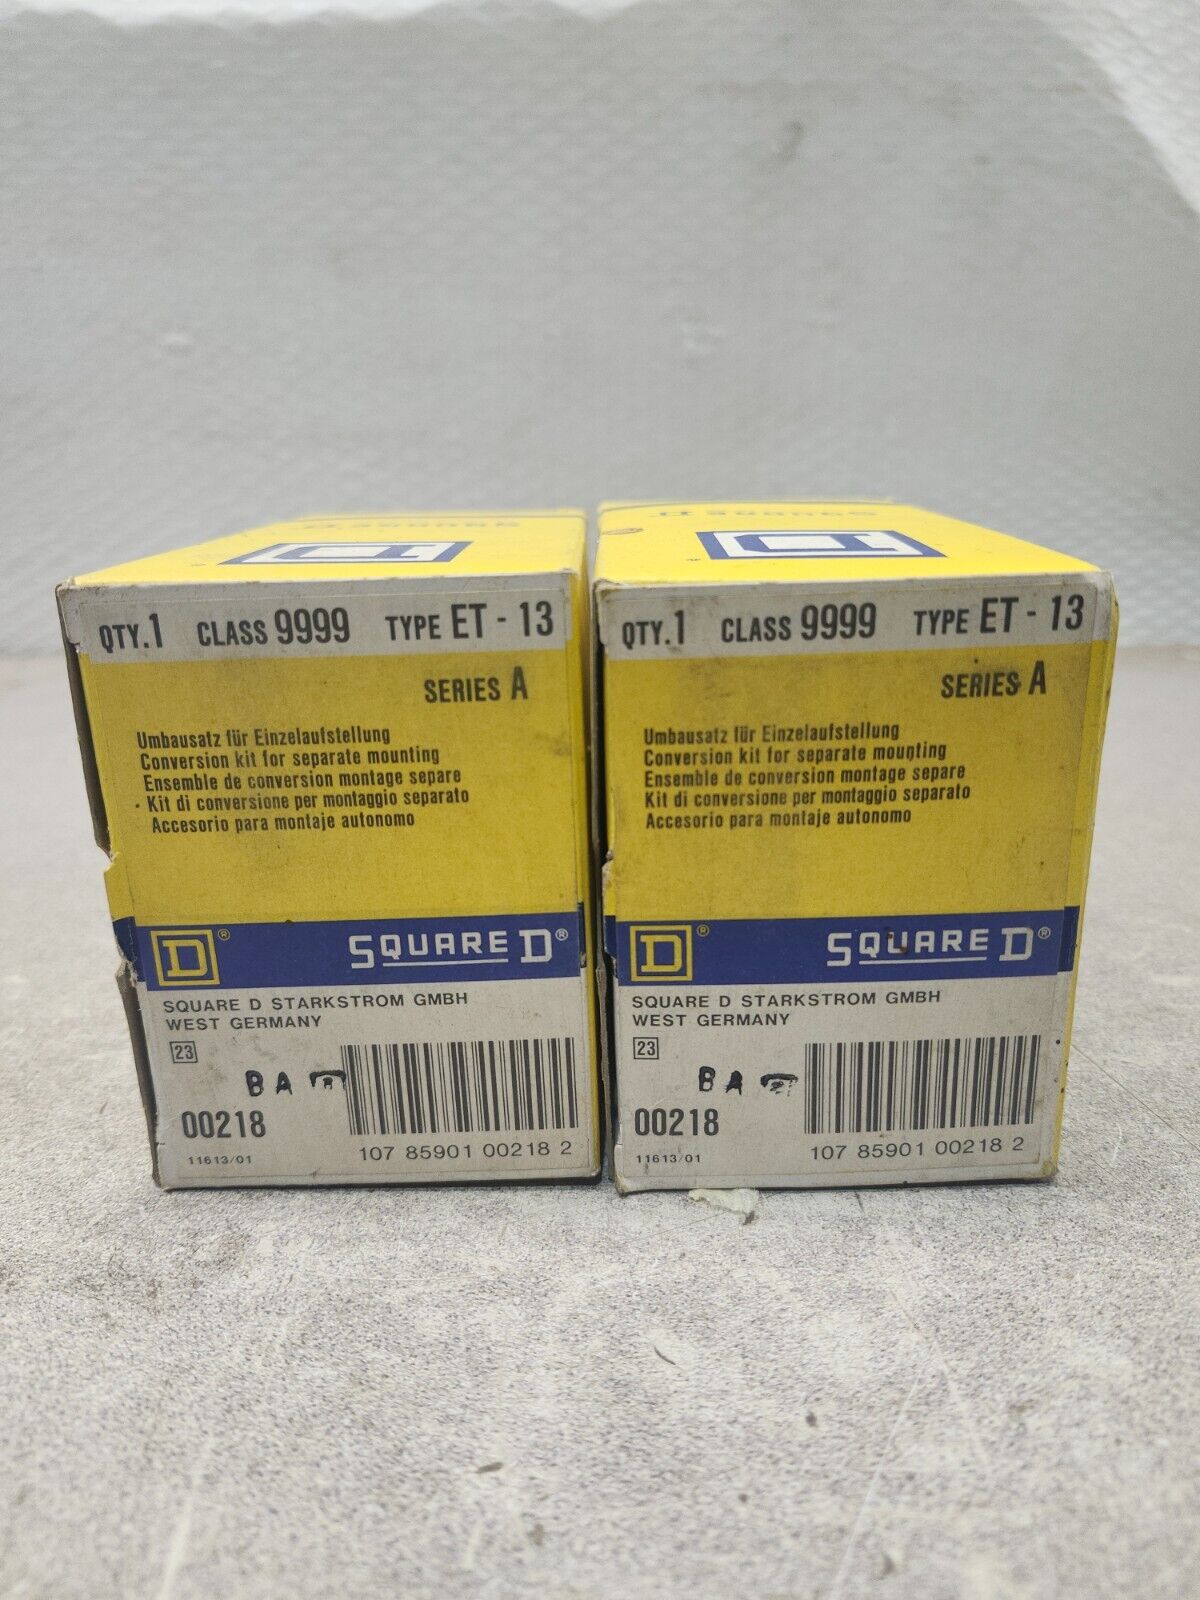 QTY.1 CLASS 9999 TYPE ET - 13
SERIES A
Umbausatz für Einzelaufstellung
Conversion kit for separate mounting
Ensemble de conversion montage separe
Kit di conversione per montaggio separato
Accesorio para montaje autonomo
D® SQUARE D®
SQUARE D STARKSTROM GMBH
WEST GERMANY
23
BA
00218
107 85901 00218 2
11613/01
D
QTY.1 CLASS 9999 TYPE ET - 13
SERIES A
Umbausatz für Einzelaufstellung
Conversion kit for separate mounting
Ensemble de conversion montage separe
Kit di conversione per montaggio separato
Accesorio para montaje autonomo
D® SQUARE D®
SQUARE D STARKSTROM GMBH
WEST GERMANY
23
BA
00218
107 85901 00218 2
11613/01
D